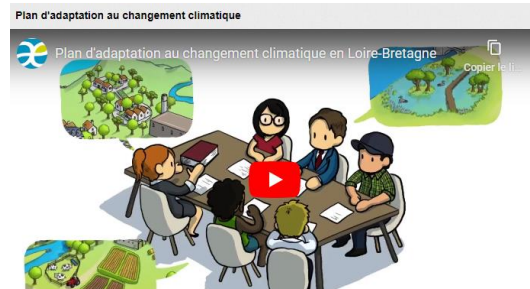 Plan d'adaptation au changement climatique
Plan d'adaptation au changement climatique en Loire-Bretagne
Copier le li...